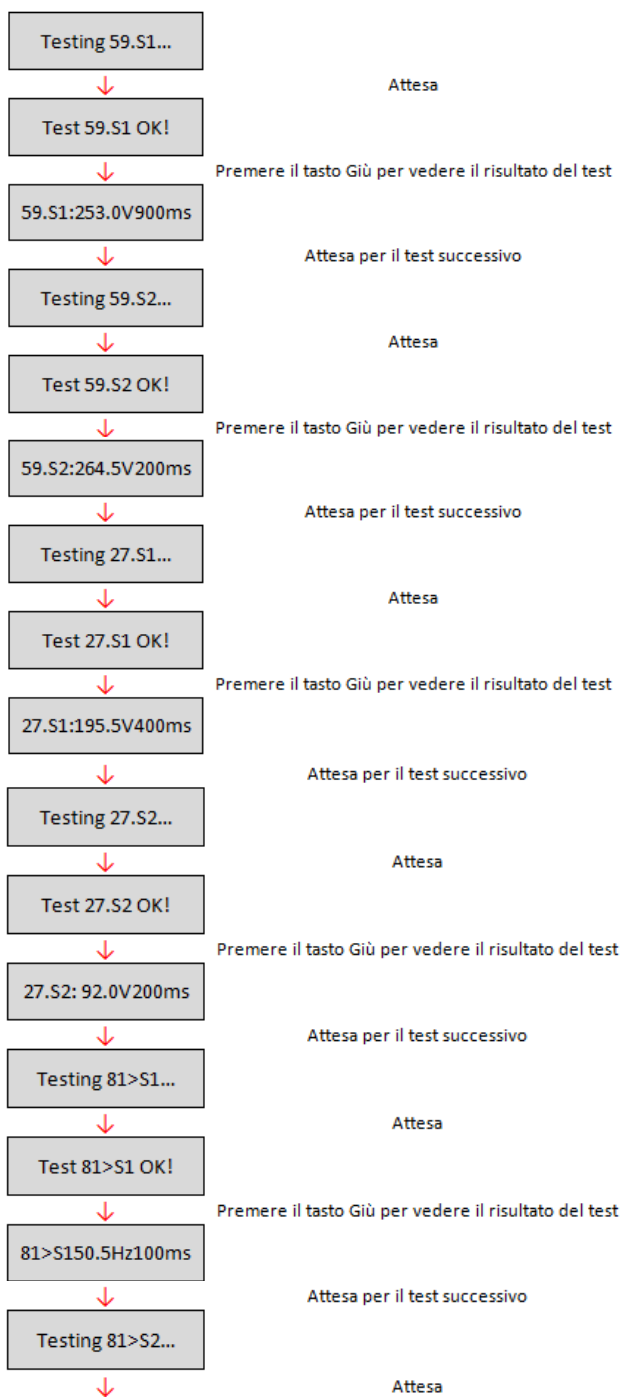 Testing 59.S1...
Attesa
Test 59.S1 OK!
Premere il tasto Giù per vedere il risultato del test
59.S1:253.0V900ms
Attesa per il test successivo
Testing 59.S2...
Attesa
Test 59.S2 OK!
Premere il tasto Giù per vedere il risultato del test
59.S2:264.5V200ms
Attesa per il test successivo
Testing 27.S1...
Attesa
Test 27.S1 OK!
Premere il tasto Giù per vedere il risultato del test
27.S1:195.5V400ms
Attesa per il test successivo
Testing 27.S2...
Attesa
Test 27.S2 OK!
Premere il tasto Giù per vedere il risultato del test
27.S2: 92.0V200ms
Attesa per il test successivo
Testing 81>S1...
Attesa
Test 81>S1 OK!
Premere il tasto Giù per vedere il risultato del test
81>S150.5Hz100ms
Attesa per il test successivo
Testing 81>S2...
Attesa